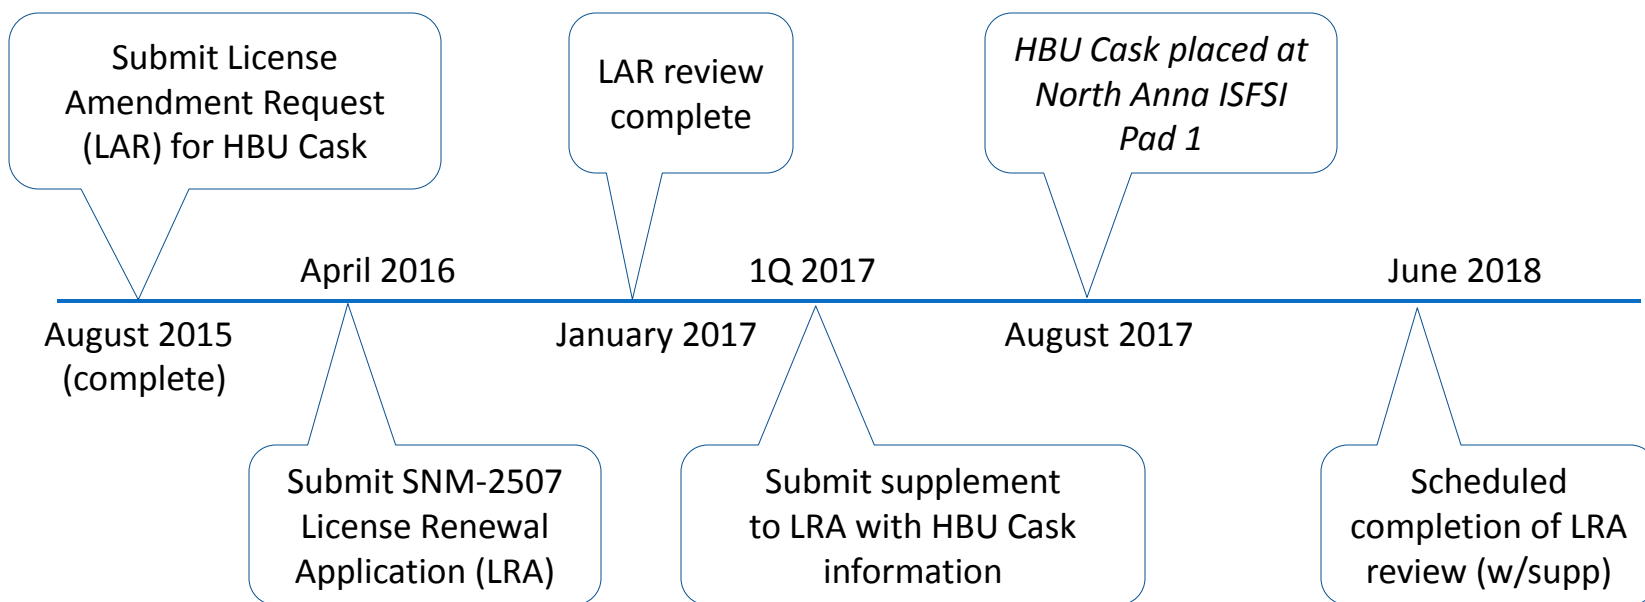 Submit License
Amendment Request
(LAR) for HBU Cask
LAR review
complete
HBU Cask placed at
North Anna ISFSI
Pad 1
April 2016
1Q 2017
June 2018
August 2015
(complete)
January 2017
August 2017
Submit SNM-2507
License Renewal
Application (LRA)
Submit supplement
to LRA with HBU Cask
information
Scheduled
completion of LRA
review (w/supp)